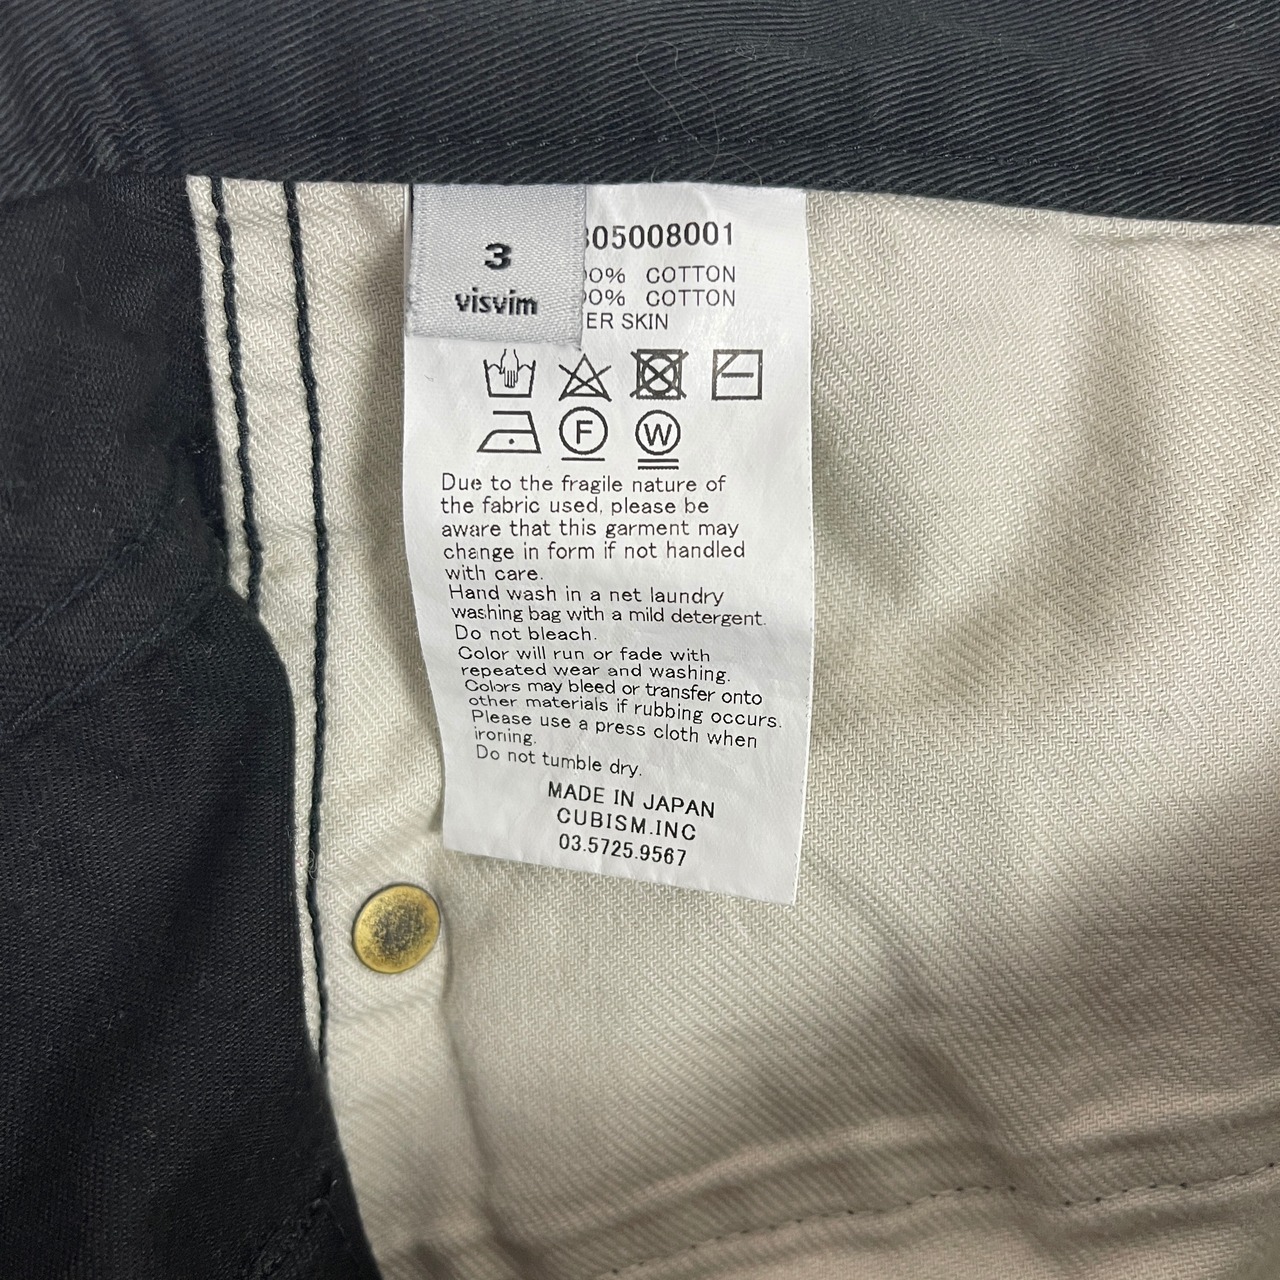 3
visvim
05008001
0% COTTON
0% COTTON
ER SKIN
F
W
Due to the fragile nature of
the fabric used, please be
aware that this garment may
change in form if not handled
with care.
Hand wash in a net laundry
washing bag with a mild detergent.
Do not bleach.
Color will run or fade with
repeated wear and washing.
Colors may bleed or transfer onto
other materials if rubbing occurs.
Please use a press cloth when
ironing.
Do not tumble dry.
MADE IN JAPAN
CUBISM.INC
03.5725.9567